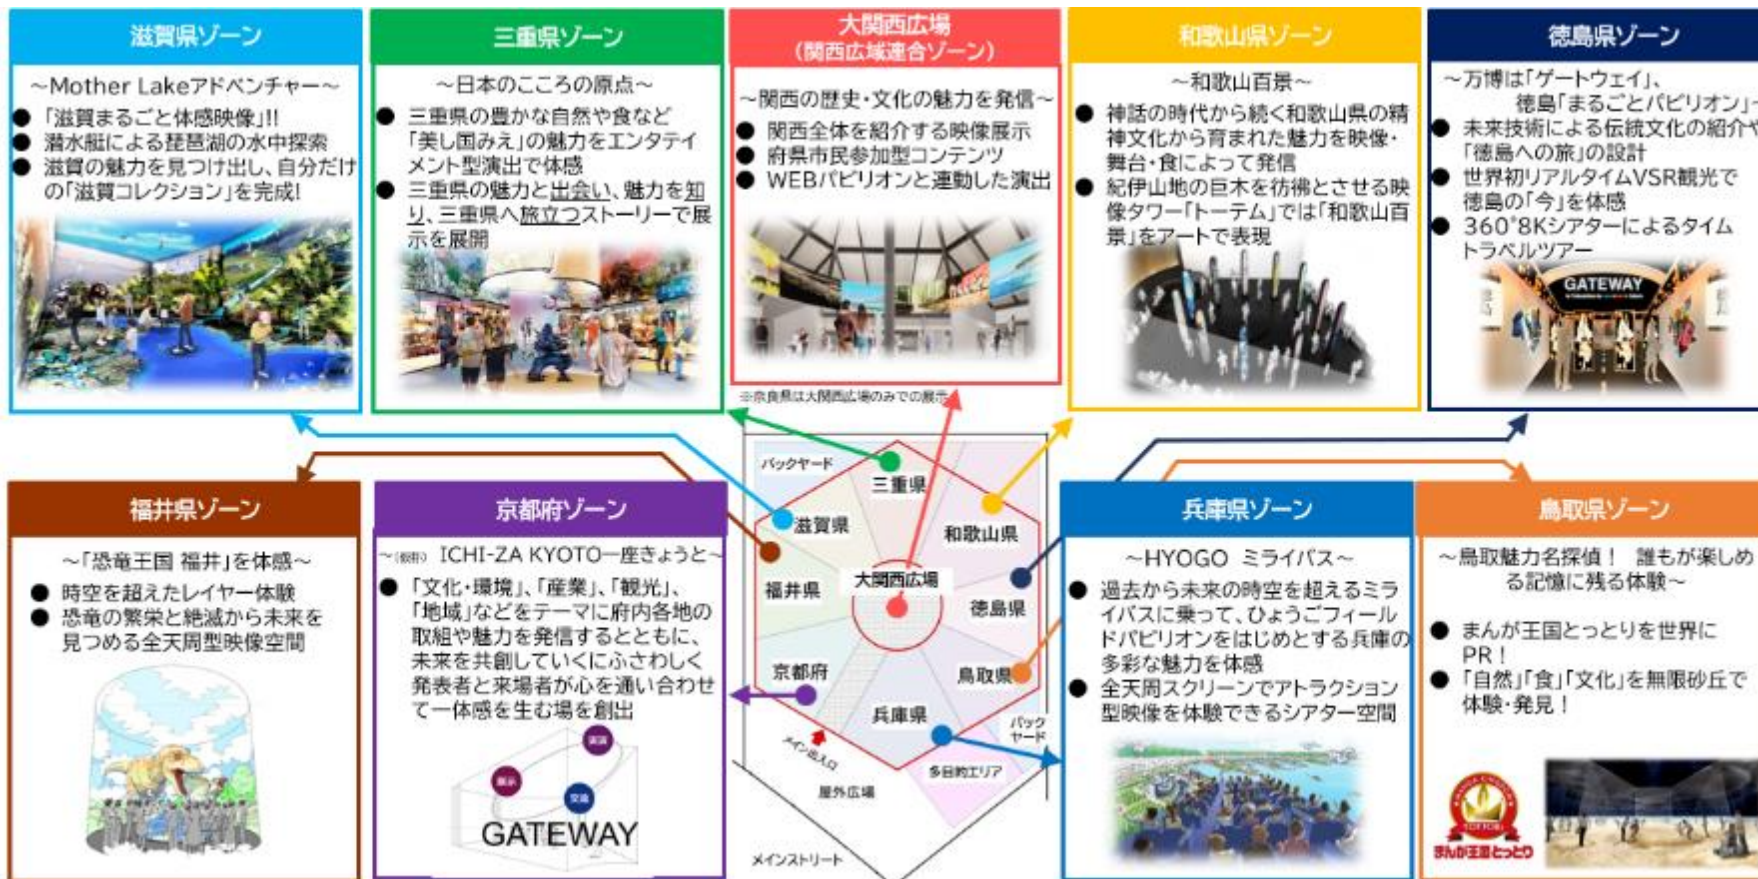 滋賀県ゾーン
～Mother Lakeアドベンチャー～
● 「滋賀まるごと体感映像」!!
● 潜水艇による琵琶湖の水中探索
● 滋賀の魅力を見つけ出し、自分だけ
の「滋賀コレクション」を完成!
三重県ゾーン
～日本のこころの原点～
● 三重県の豊かな自然や食など
「美し国みえ」の魅力をエンタテイ
メント型演出で体感
● 三重県の魅力と出会い、魅力を知
り、三重県へ旅立つストーリーで展
示を展開
大関西広場
(関西広域連合ゾーン)
～関西の歴史・文化の魅力を発信～
● 関西全体を紹介する映像展示
● 府県市民参加型コンテンツ
● WEBパビリオンと連動した演出
※奈良県は大関西広場のみでの展示
和歌山県ゾーン
～和歌山百景～
● 神話の時代から続く和歌山県の精
神文化から育まれた魅力を映像・
舞台・食によって発信
● 紀伊山地の巨木を彷彿とさせる映
像タワー「トーテム」では「和歌山百
景」をアートで表現
徳島県ゾーン
～万博は「ゲートウェイ」、
徳島「まるごとパビリオン」～
● 未来技術による伝統文化の紹介や
「徳島への旅」の設計
● 世界初リアルタイムVSR観光で
徳島の「今」を体感
● 360°8Kシアターによるタイム
トラベルツアー
GATEWAY
福井県ゾーン
～「恐竜王国 福井」を体感～
● 時空を超えたレイヤー体験
● 恐竜の繁栄と絶滅から未来を
見つめる全天周型映像空間
京都府ゾーン
～(仮称) ICHI-ZA KYOTO一座きょうと～
● 「文化・環境」、「産業」、「観光」、
「地域」などをテーマに府内各地の
取組や魅力を発信するとともに、
未来を共創していくにふさわしく
発表者と来場者が心を通い合わせ
て一体感を生む場を創出
実演
展示
交流
GATEWAY
バックヤード
三重県
滋賀県
和歌山県
大関西広場
福井県
徳島県
京都府
鳥取県
兵庫県
バック
ヤード
メイン出入口
多目的エリア
屋外広場
メインストリート
兵庫県ゾーン
～HYOGO ミライバス～
● 過去から未来の時空を超えるミラ
イバスに乗って、ひょうごフィール
ドパビリオンをはじめとする兵庫の
多彩な魅力を体感
● 全天周スクリーンでアトラクション
型映像を体験できるシアター空間
鳥取県ゾーン
～鳥取魅力名探偵！ 誰もが楽しめ
る記憶に残る体験～
● まんが王国とっとりを世界に
PR！
● 「自然」「食」「文化」を無限砂丘で
体験・発見！
TOTTORI
まんが王国とっとり